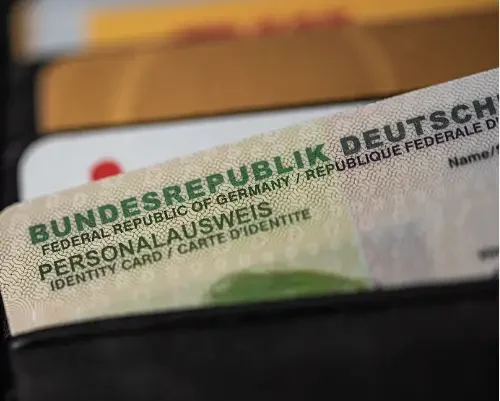 BUNDESREPUBLIK DEUTSCH
FEDERAL REPUBLIC OF GERMANY / RÉPUBLIQUE FÉDÉRALE D'
PERSONALAUSWEIS
IDENTITY CARD / CARTE D'IDENTITÉ
Name/